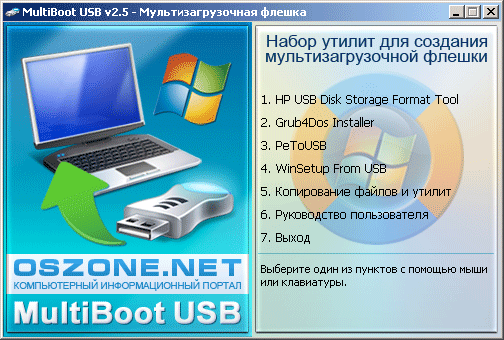 MultiBoot USB v2.5 - Мультизагрузочная флешка
OSZONE.NET
КОМПЬЮТЕРНЫЙ ИНФОРМАЦИОННЫЙ ПОРТАЛ
MultiBoot USB
Набор утилит для создания
мультизагрузочной флешки
1. HP USB Disk Storage Format Tool
2. Grub4Dos Installer
3. PeToUSB
4. WinSetup From USB
5. Копирование файлов и утилит
6. Руководство пользователя
7. Выход
Выберите один из пунктов с помощью мыши
или клавиатуры.